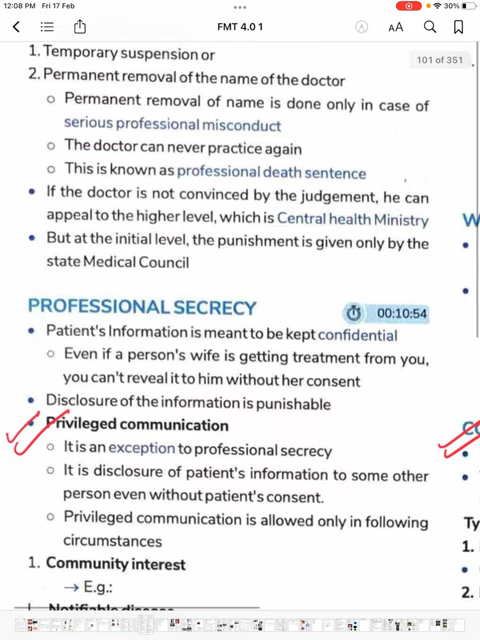 12:08 PM Fri 17 Feb
30%
FMT 4.0 1
AA
1. Temporary suspension or
101 of 351
2. Permanent removal of the name of the doctor
Permanent removal of name is done only in case of
serious professional misconduct
The doctor can never practice again
This is known as professional death sentence
If the doctor is not convinced by the judgement, he can
appeal to the higher level, which is Central health Ministry
But at the initial level, the punishment is given only by the
state Medical Council
PROFESSIONAL SECRECY
00:10:54
Patient's Information is meant to be kept confidential
Even if a person's wife is getting treatment from you,
you can't reveal it to him without her consent
Disclosure of the information is punishable
Privileged communication
It is an exception to professional secrecy
It is disclosure of patient's information to some other
person even without patient's consent.
Privileged communication is allowed only in following
circumstances
1. Community interest
→ E.g.:
Notifiable disease
W
Ty
1.
2.